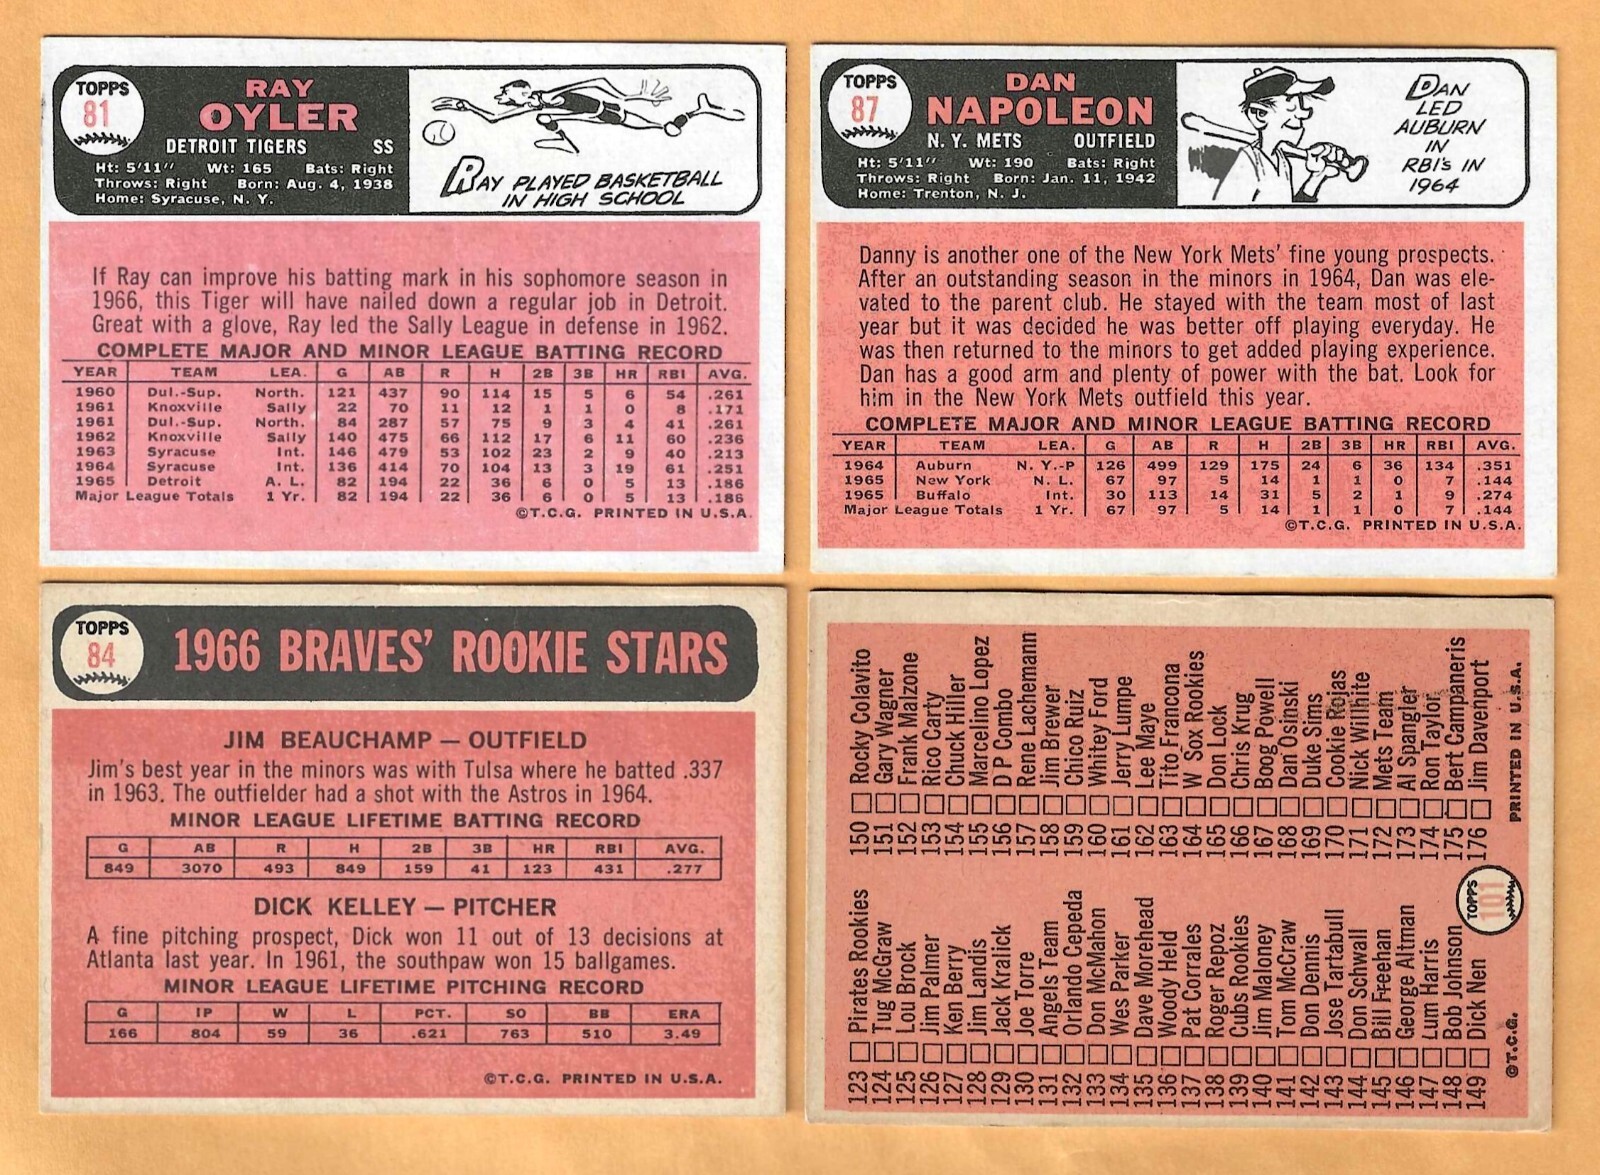 TOPPS
81
RAY
OYLER
DETROIT TIGERS SS
Ht: 5'11" Wt: 165 Bats: Right
Throws: Right Born: Aug. 4, 1938
Home: Syracuse, N. Y.
RAY PLAYED BASKETBALL
IN HIGH SCHOOL
If Ray can improve his batting mark in his sophomore season in
1966, this Tiger will have nailed down a regular job in Detroit.
Great with a glove, Ray led the Sally League in defense in 1962.
COMPLETE MAJOR AND MINOR LEAGUE BATTING RECORD
YEAR TEAM LEA. G AB R H 2B 3B HR RBI AVG.
1960 Dul.-Sup. North. 121 437 90 114 15 5 6 54 .261
1961 Knoxville Sally 22 70 11 12 1 1 0 8 .171
1961 Dul.-Sup. North. 84 287 57 75 9 3 4 41 .261
1962 Knoxville Sally 140 475 66 112 17 6 11 60 .236
1963 Syracuse Int. 146 479 53 102 23 2 9 40 .213
1964 Syracuse Int. 136 414 70 104 13 3 19 61 .251
1965 Detroit A. L. 82 194 22 36 6 0 5 13 .186
Major League Totals 1 Yr. 82 194 22 36 6 0 5 13 .186
©T.C.G. PRINTED IN U.S.A.
TOPPS
87
DAN
NAPOLEON
N. Y. METS OUTFIELD
Ht: 5'11" Wt: 190 Bats: Right
Throws: Right Born: Jan. 11, 1942
Home: Trenton, N. J.
DAN
LED
AUBURN
IN
RBI'S IN
1964
Danny is another one of the New York Mets' fine young prospects.
After an outstanding season in the minors in 1964, Dan was ele-
vated to the parent club. He stayed with the team most of last
year but it was decided he was better off playing everyday. He
was then returned to the minors to get added playing experience.
Dan has a good arm and plenty of power with the bat. Look for
him in the New York Mets outfield this year.
COMPLETE MAJOR AND MINOR LEAGUE BATTING RECORD
YEAR TEAM LEA. G AB R H 2B 3B HR RBI AVG.
1964 Auburn N. Y.-P 126 499 129 175 24 6 36 134 .351
1965 New York N. L. 67 97 5 14 1 1 0 7 .144
1965 Buffalo Int. 30 113 14 31 5 2 1 9 .274
Major League Totals 1 Yr. 67 97 5 14 1 1 0 7 .144
©T.C.G. PRINTED IN U.S.A.
TOPPS
84
1966 BRAVES' ROOKIE STARS
JIM BEAUCHAMP — OUTFIELD
Jim's best year in the minors was with Tulsa where he batted .337
in 1963. The outfielder had a shot with the Astros in 1964.
MINOR LEAGUE LIFETIME BATTING RECORD
G AB R H 2B 3B HR RBI AVG.
849 3070 493 849 159 41 123 431 .277
DICK KELLEY — PITCHER
A fine pitching prospect, Dick won 11 out of 13 decisions at
Atlanta last year. In 1961, the southpaw won 15 ballgames.
MINOR LEAGUE LIFETIME PITCHING RECORD
G IP W L PCT. SO BB ERA
166 804 59 36 .621 763 510 3.49
©T.C.G. PRINTED IN U.S.A.
123 Pirates Rookies
124 Tug McGraw
125 Lou Brock
126 Jim Palmer
127 Ken Berry
128 Jim Landis
129 Jack Kralick
130 Joe Torre
131 Angels Team
132 Orlando Cepeda
133 Don McMahon
134 Wes Parker
135 Dave Morehead
136 Woody Held
137 Pat Corrales
138 Roger Repoz
139 Cubs Rookies
140 Jim Maloney
141 Tom McCraw
142 Don Dennis
143 Jose Tartabull
144 Don Schwall
145 Bill Freehan
146 George Altman
147 Lum Harris
148 Bob Johnson
149 Dick Nen
150 Rocky Colavito
151 Gary Wagner
152 Frank Malzone
153 Rico Carty
154 Chuck Hiller
155 Marcelino Lopez
156 D P Combo
157 Rene Lachemann
158 Jim Brewer
159 Chico Ruiz
160 Whitey Ford
161 Jerry Lumpe
162 Lee Maye
163 Tito Francona
164 W Sox Rookies
165 Don Lock
166 Chris Krug
167 Boog Powell
168 Dan Osinski
169 Duke Sims
170 Cookie Rojas
171 Nick Willhite
172 Mets Team
173 Al Spangler
174 Ron Taylor
175 Bert Campaneris
176 Jim Davenport
©T.C.G.
TOPPS
101
PRINTED IN U.S.A.